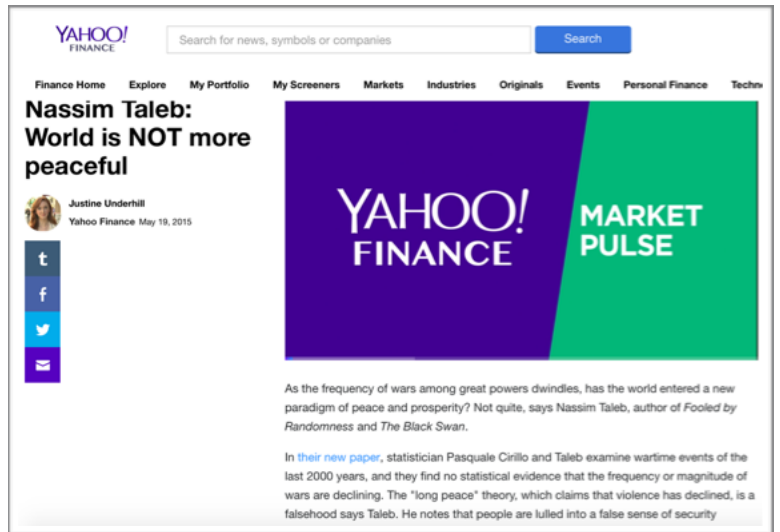 YAHOO!
FINANCE
Search for news, symbols or companies
Search
Finance Home Explore My Portfolio My Screeners Markets Industries Originals Events Personal Finance Techn
Nassim Taleb:
World is NOT more
peaceful
Justine Underhill
Yahoo Finance May 19, 2015
t
f
YAHOO!
FINANCE
MARKET
PULSE
As the frequency of wars among great powers dwindles, has the world entered a new
paradigm of peace and prosperity? Not quite, says Nassim Taleb, author of Fooled by
Randomness and The Black Swan.
In their new paper, statistician Pasquale Cirillo and Taleb examine wartime events of the
last 2000 years, and they find no statistical evidence that the frequency or magnitude of
wars are declining. The "long peace" theory, which claims that violence has declined, is a
falsehood says Taleb. He notes that people are lulled into a false sense of security